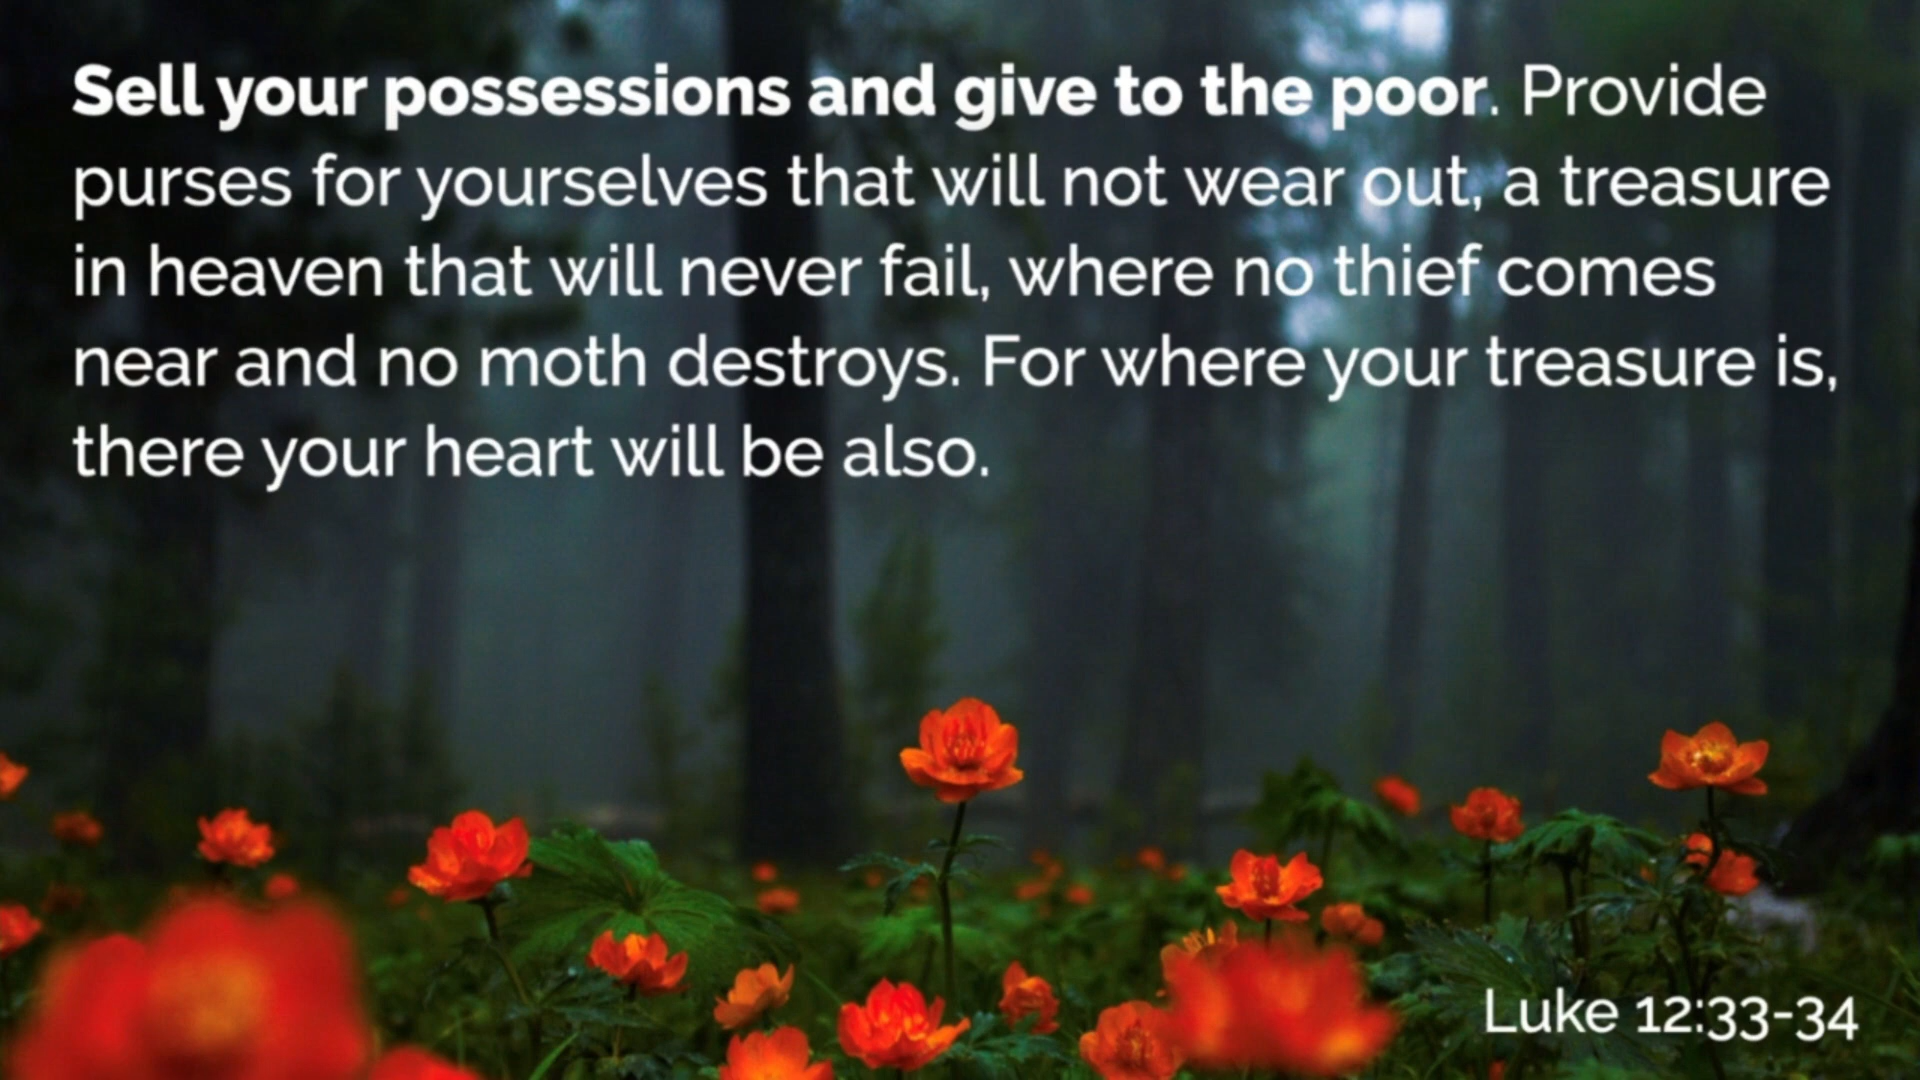 Sell your possessions and give to the poor. Provide
purses for yourselves that will not wear out, a treasure
in heaven that will never fail, where no thief comes
near and no moth destroys. For where your treasure is,
there your heart will be also.
Luke 12:33-34